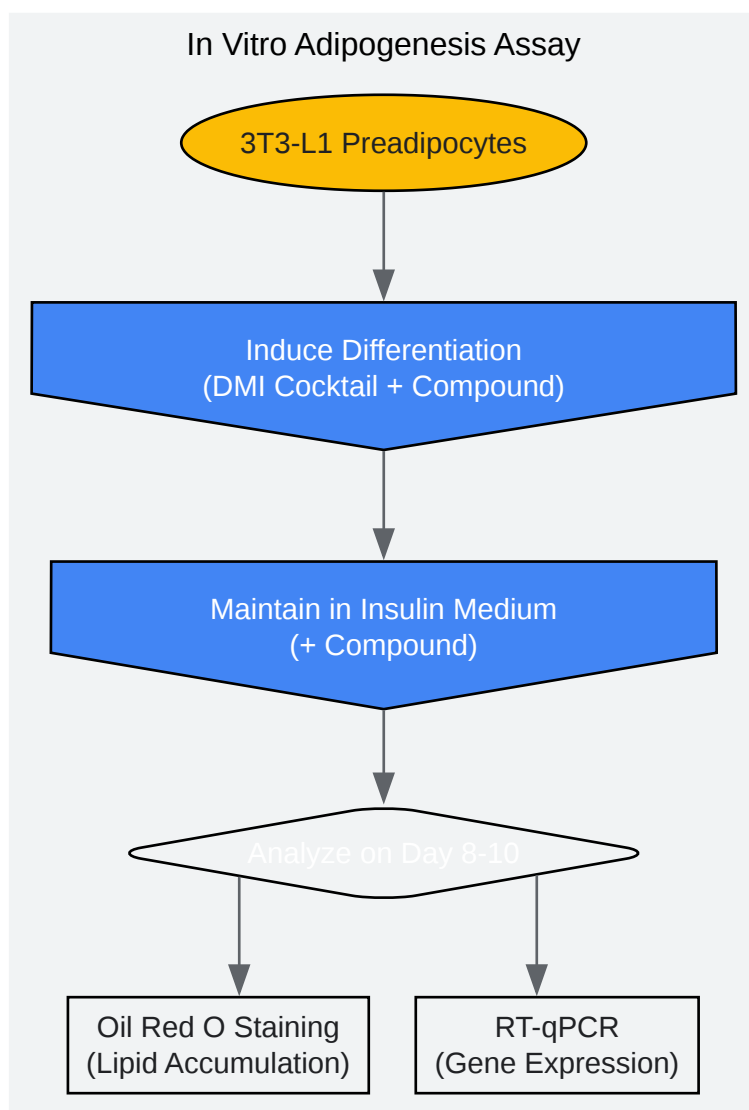 In Vitro Adipogenesis Assay
3T3-L1 Preadipocytes
Induce Differentiation
(DMI Cocktail + Compound)
Maintain in Insulin Medium
(+ Compound)
Analyze on Day 8-10
Oil Red O Staining
(Lipid Accumulation)
RT-qPCR
(Gene Expression)